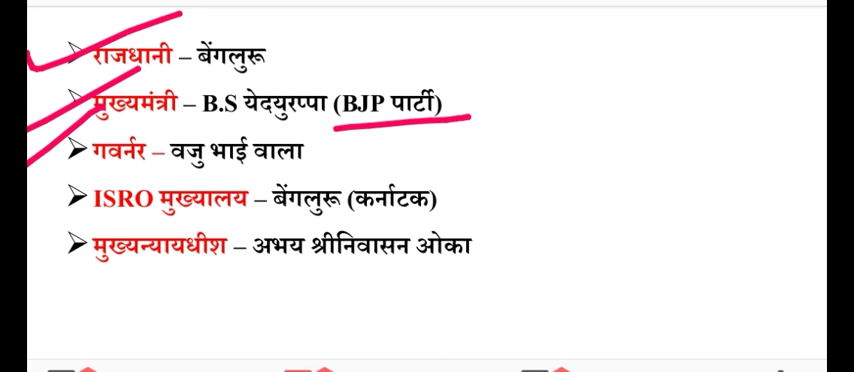 ➤ राजधानी – बेंगलुरू
➤ मुख्यमंत्री – B.S येदयुरप्पा (BJP पार्टी)
➤ गवर्नर – वजु भाई वाला
➤ ISRO मुख्यालय – बेंगलुरू (कर्नाटक)
➤ मुख्यन्यायधीश – अभय श्रीनिवासन ओका